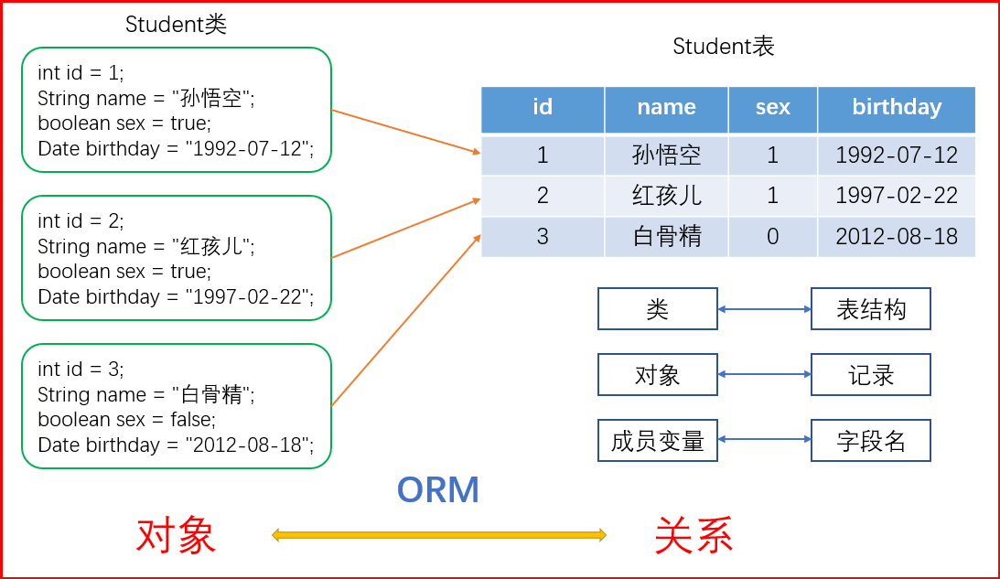 Student类
int id = 1;
String name = "孙悟空";
boolean sex = true;
Date birthday = "1992-07-12";
int id = 2;
String name = "红孩儿";
boolean sex = true;
Date birthday = "1997-02-22";
int id = 3;
String name = "白骨精";
boolean sex = false;
Date birthday = "2012-08-18";
Student表
id name sex birthday
1 孙悟空 1 1992-07-12
2 红孩儿 1 1997-02-22
3 白骨精 0 2012-08-18
类 表结构
对象 记录
成员变量 字段名
ORM
对象 关系